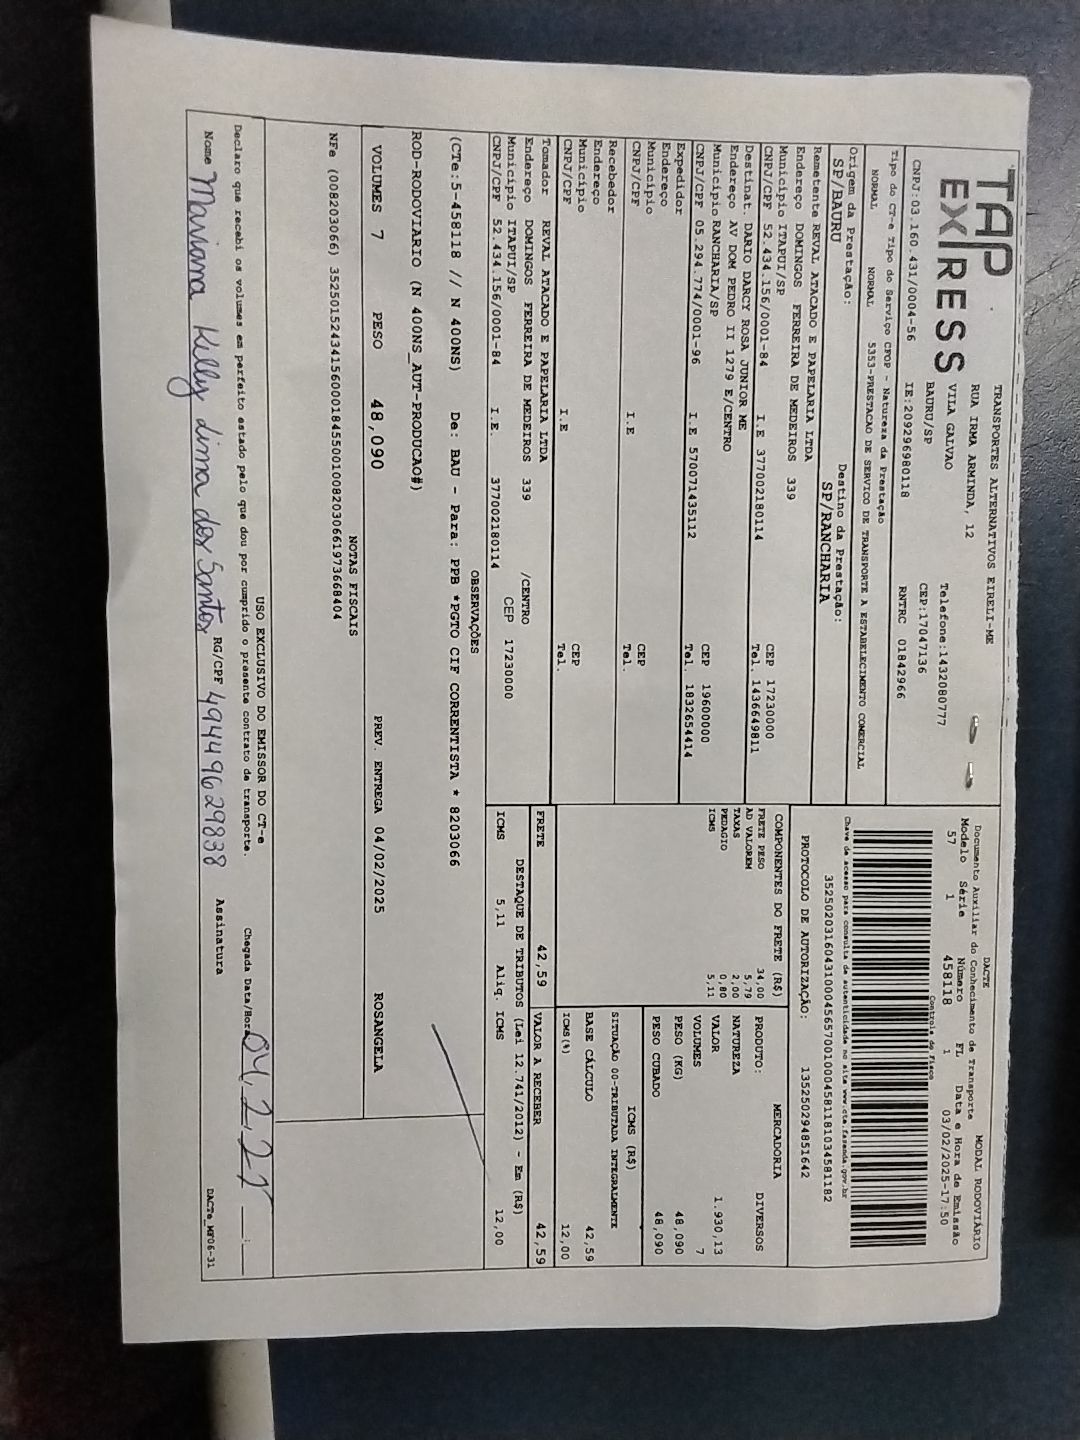 TAP
EXPRESS
TRANSPORTES ALTERNATIVOS EIRELI-ME
RUA IRMA ARMINDA, 12
VILA GALVAO
BAURU/SP
Telefone:1432080777
CEP:17047136
CNPJ:03.160.431/0004-56 IE:209296980118 RNTRC 01842966
DACTE MODAL RODOVIÁRIO
Documento Auxiliar do Conhecimento de Transporte
Modelo Série Número FL Data e Hora de Emissão
57 1 458118 1 03/02/2025-17:50
Controle do Fisco
Chave de acesso para consulta de autenticidade no site www.cte.fazenda.gov.br
35250203160431000456570010004581181034581182
PROTOCOLO DE AUTORIZAÇÃO: 135250294851642
Tipo do CT-e Tipo do Serviço CFOP - Natureza da Prestação
NORMAL NORMAL 5353-PRESTACAO DE SERVICO DE TRANSPORTE A ESTABELECIMENTO COMERCIAL
Origem da Prestação: Destino da Prestação:
SP/BAURU SP/RANCHARIA
Remetente REVAL ATACADO E PAPELARIA LTDA
Endereço DOMINGOS FERREIRA DE MEDEIROS 339
Município ITAPUI/SP CEP 17230000
CNPJ/CPF 52.434.156/0001-84 I.E 377002180114 Tel. 1436649811
Destinat. DARIO DARCY ROSA JUNIOR ME
Endereço AV DOM PEDRO II 1279 E/CENTRO
Município RANCHARIA/SP CEP 19600000
CNPJ/CPF 05.294.774/0001-96 I.E 570071435112 Tel. 1832654414
Expedidor
Endereço
Município CEP
CNPJ/CPF I.E Tel.
Recebedor
Endereço
Município CEP
CNPJ/CPF I.E Tel.
Tomador REVAL ATACADO E PAPELARIA LTDA
Endereço DOMINGOS FERREIRA DE MEDEIROS 339 /CENTRO
Município ITAPUI/SP CEP 17230000
CNPJ/CPF 52.434.156/0001-84 I.E. 377002180114
COMPONENTES DO FRETE (R$)
FRETE PESO 34,00
AD VALOREM 5,79
TAXAS 2,00
PEDAGIO 0,80
ICMS 5,11
PRODUTO: MERCADORIA
NATUREZA DIVERSOS
VALOR 1.930,13
VOLUMES 7
PESO (KG) 48,090
PESO CUBADO 48,090
ICMS (R$)
SITUAÇÃO 00-TRIBUTADA INTEGRALMENTE
BASE CÁLCULO 42,59
ICMS(%) 12,00
FRETE 42,59 VALOR A RECEBER 42,59
DESTAQUE DE TRIBUTOS (Lei 12.741/2012) - Em (R$)
ICMS 5,11 Aliq. ICMS 12,00
OBSERVAÇÕES
(CTe:5-458118 // N 400NS) De: BAU - Para: PPB *PGTO CIF CORRENTISTA * 8203066
ROD-RODOVIARIO (N 400NS_AUT-PRODUCAO#)
VOLUMES 7 PESO 48,090 PREV. ENTREGA 04/02/2025 ROSANGELA
NOTAS FISCAIS
NFe (008203066) 35250152434156000184550010082030661973668404
USO EXCLUSIVO DO EMISSOR DO CT-e
Declaro que recebi os volumes em perfeito estado pelo que dou por cumprido o presente contrato de transporte. Chegada Data/Hora
Nome Mariana Kelly Lima dos Santos RG/CPF 49449629838 Assinatura
DACTe_MR06-31